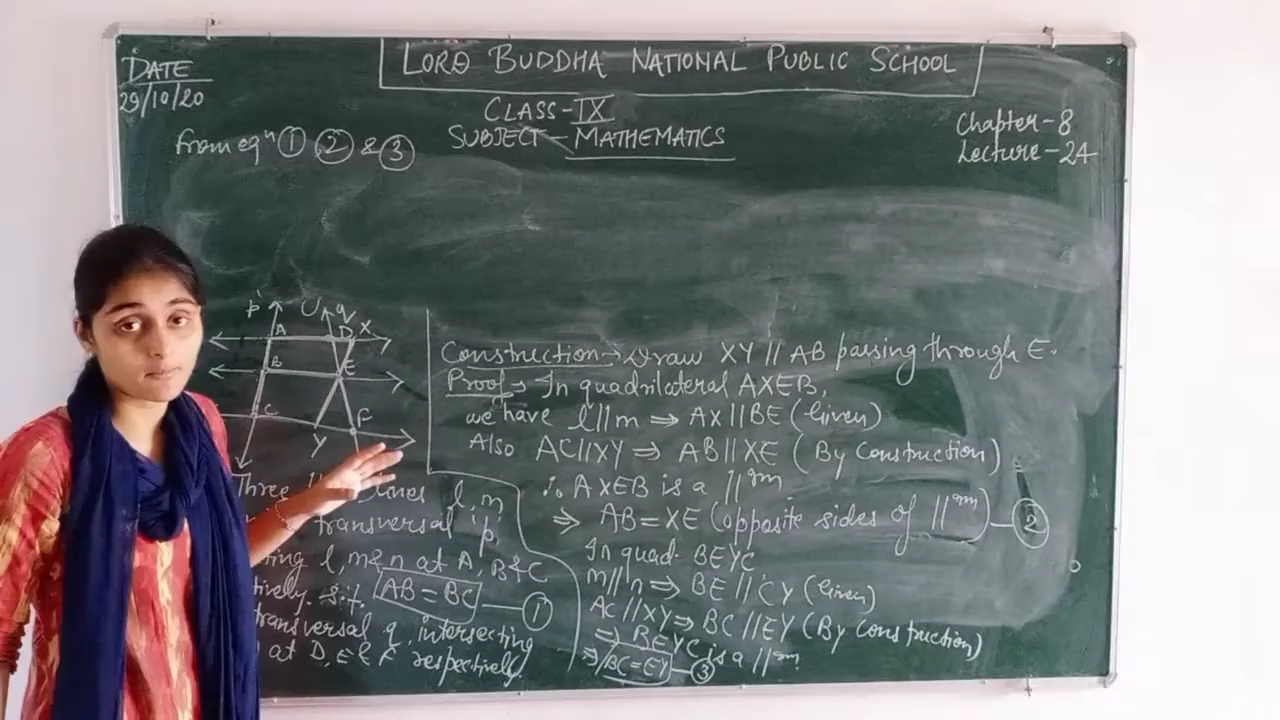 LORD BUDDHA NATIONAL PUBLIC SCHOOL
DATE
29/10/20
CLASS-IX
SUBJECT - MATHEMATICS
Chapter-8
Lecture-24
from eqⁿ ① ② & ③
p q
A D X
B E
C Y F
Construction → Draw XY // AB passing through E.
Proof → In quadrilateral AXEB,
we have l//m ⇒ AX//BE (Given)
Also AC//XY ⇒ AB//XE (By Construction)
∴ AXEB is a //gm
⇒ AB = XE (opposite sides of //gm) — ②
In quad. BEYC
m//n ⇒ BE // CY (Given)
AC // XY ⇒ BC // EY (By construction)
⇒ BEYC is a //gm
⇒ BC = EY — ③
Three // lines l, m,
transversal p,
ting l, m & n at A, B & C
tively. s.t. AB = BC — ①
transversal q, intersecting
at D, E & F respectively.